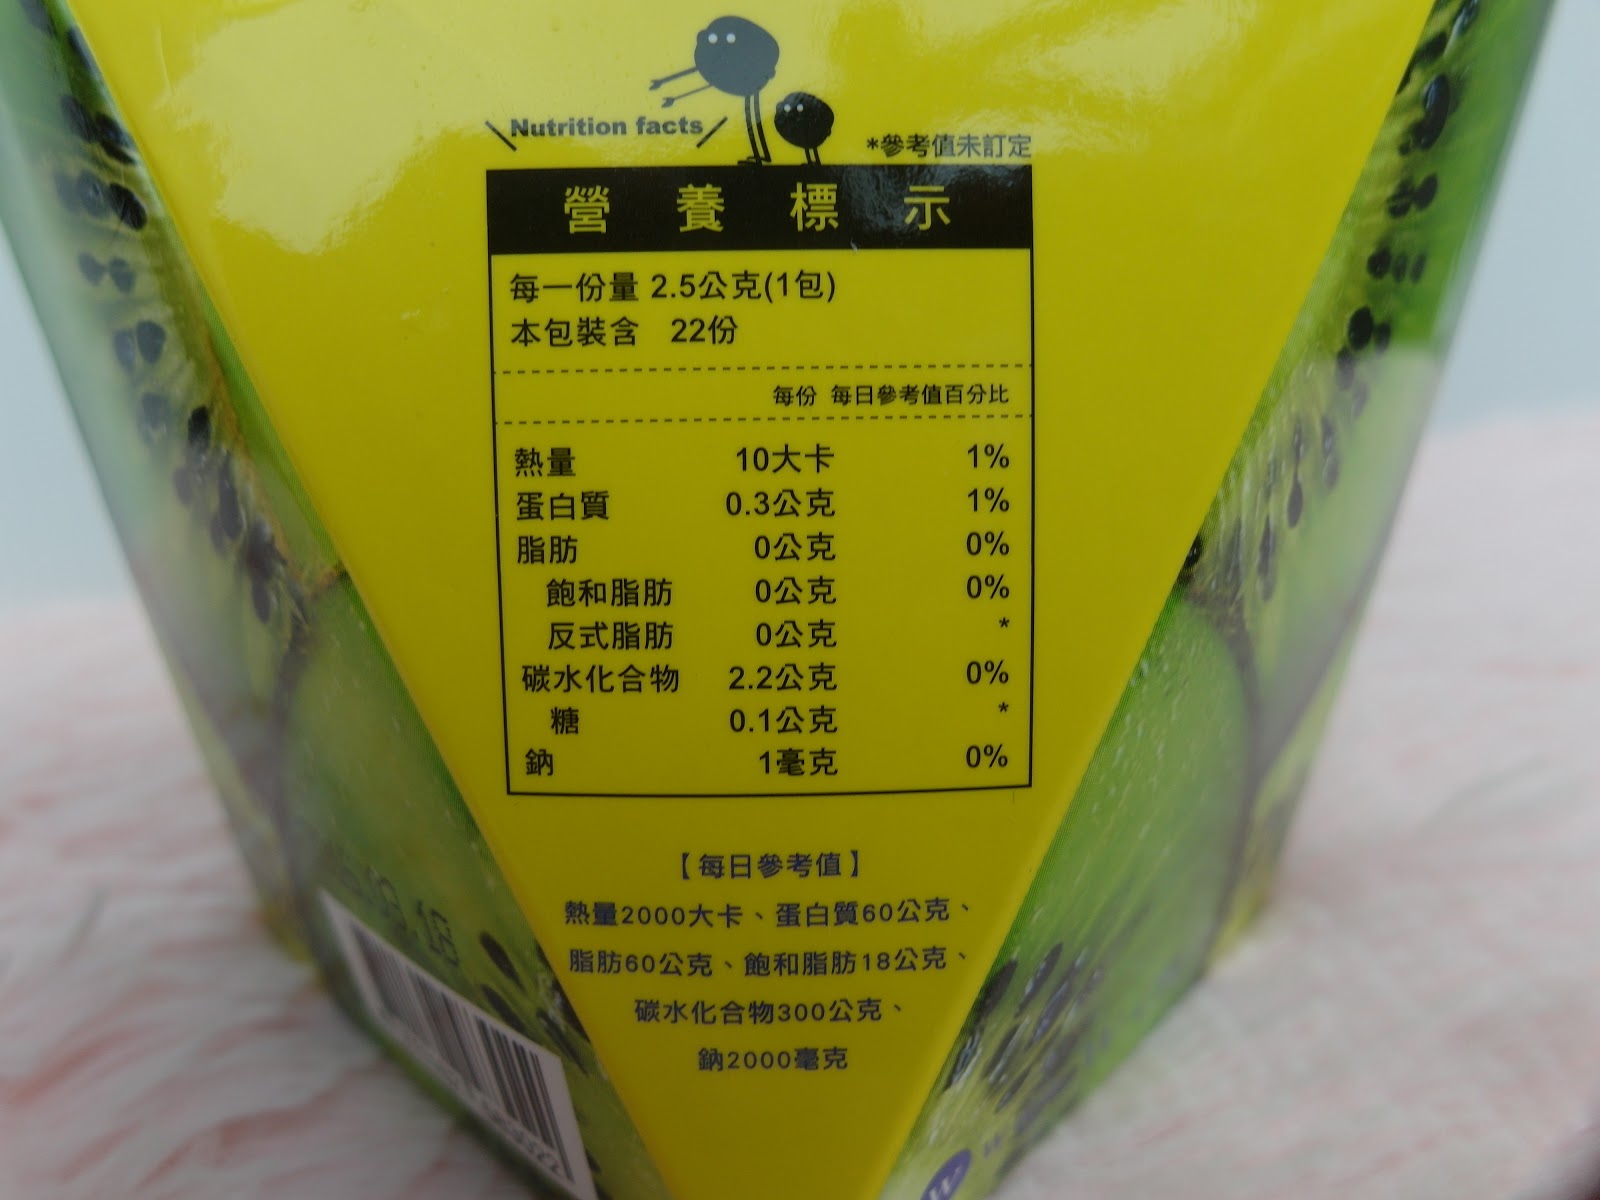 Nutrition facts
*參考值未訂定
營養標示
每一份量 2.5公克(1包)
本包裝含 22份
每份 每日參考值百分比
熱量 10大卡 1%
蛋白質 0.3公克 1%
脂肪 0公克 0%
飽和脂肪 0公克 0%
反式脂肪 0公克 *
碳水化合物 2.2公克 0%
糖 0.1公克 *
鈉 1毫克 0%
【每日參考值】
熱量2000大卡、蛋白質60公克、
脂肪60公克、飽和脂肪18公克、
碳水化合物300公克、
鈉2000毫克